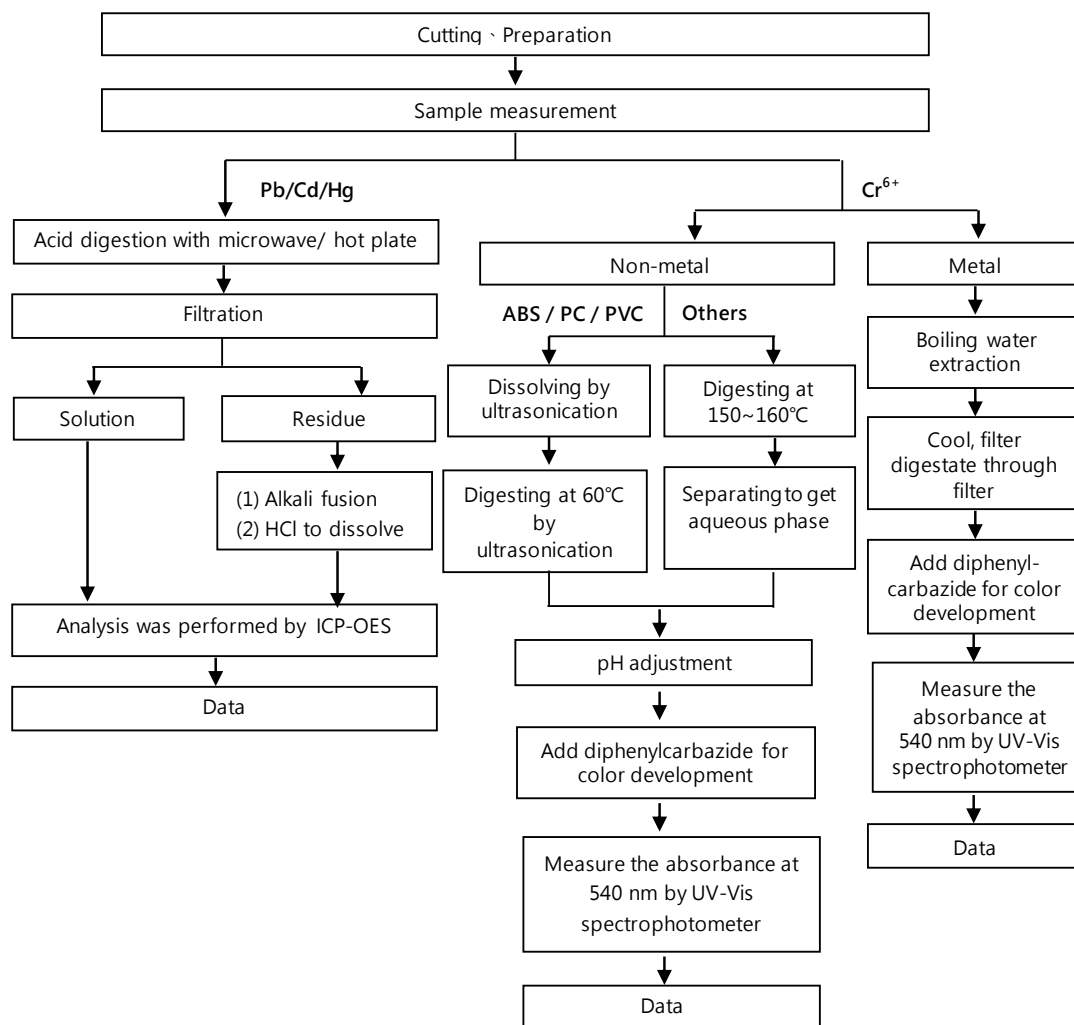 Cutting、Preparation
Sample measurement
Pb/Cd/Hg
Acid digestion with microwave/ hot plate
Filtration
Solution
Residue
(1) Alkali fusion
(2) HCl to dissolve
Analysis was performed by ICP-OES
Data
Cr⁶⁺
Non-metal
ABS / PC / PVC
Others
Dissolving by
ultrasonication
Digesting at 60℃
by
ultrasonication
Digesting at
150~160℃
Separating to get
aqueous phase
pH adjustment
Add diphenylcarbazide for
color development
Measure the absorbance at
540 nm by UV-Vis
spectrophotometer
Data
Metal
Boiling water
extraction
Cool, filter
digestate through
filter
Add diphenyl-
carbazide for color
development
Measure the
absorbance at
540 nm by UV-Vis
spectrophotometer
Data